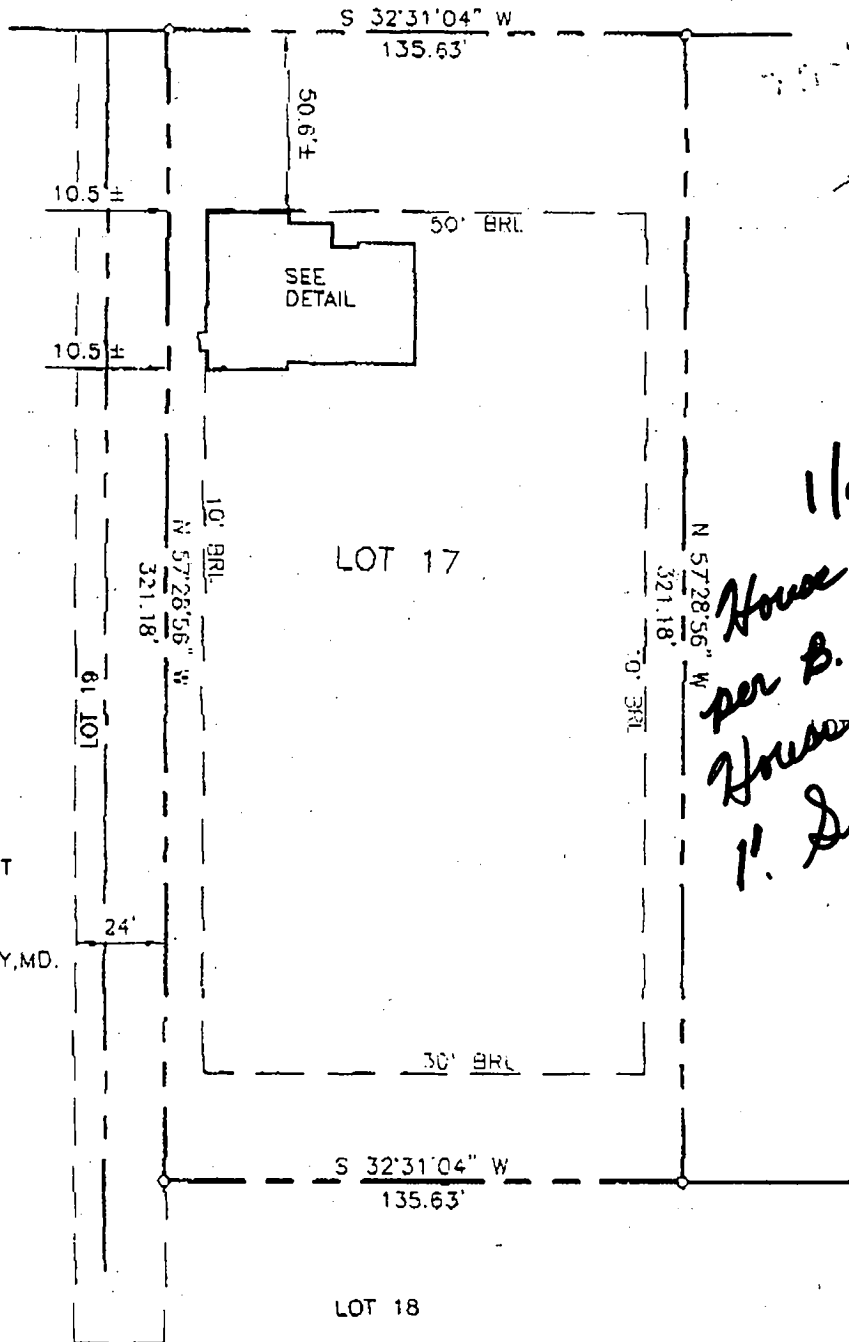 S 32°31'04" W
135.63'
50.6'±
10.5'±
50' BRL
SEE
DETAIL
10.5'±
10' BRL
N 57°28'56" W
321.18'
LOT 17
N 57°28'56" W
321.18'
10' BRL
House
per B.
House
1'.
LOT 19
T
24'
Y, MD.
30' BRL
S 32°31'04" W
135.63'
LOT 18